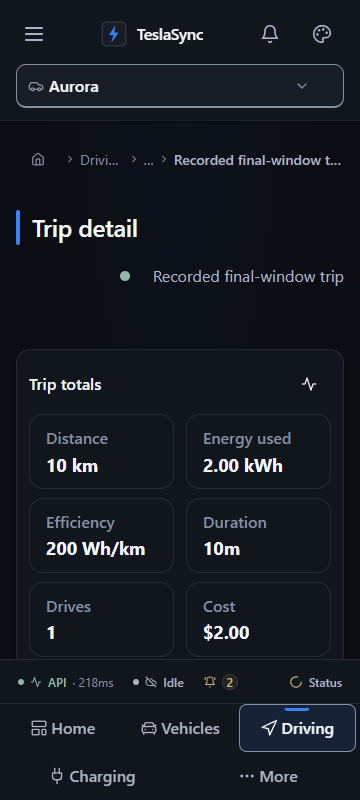 TeslaSync
Aurora
Drivi... ... Recorded final-window t...
Trip detail
Recorded final-window trip
Trip totals
Distance Energy used
10 km 2.00 kWh
Efficiency Duration
200 Wh/km 10m
Drives Cost
1 $2.00
API · 218ms Idle 2 Status
Home Vehicles Driving
Charging More